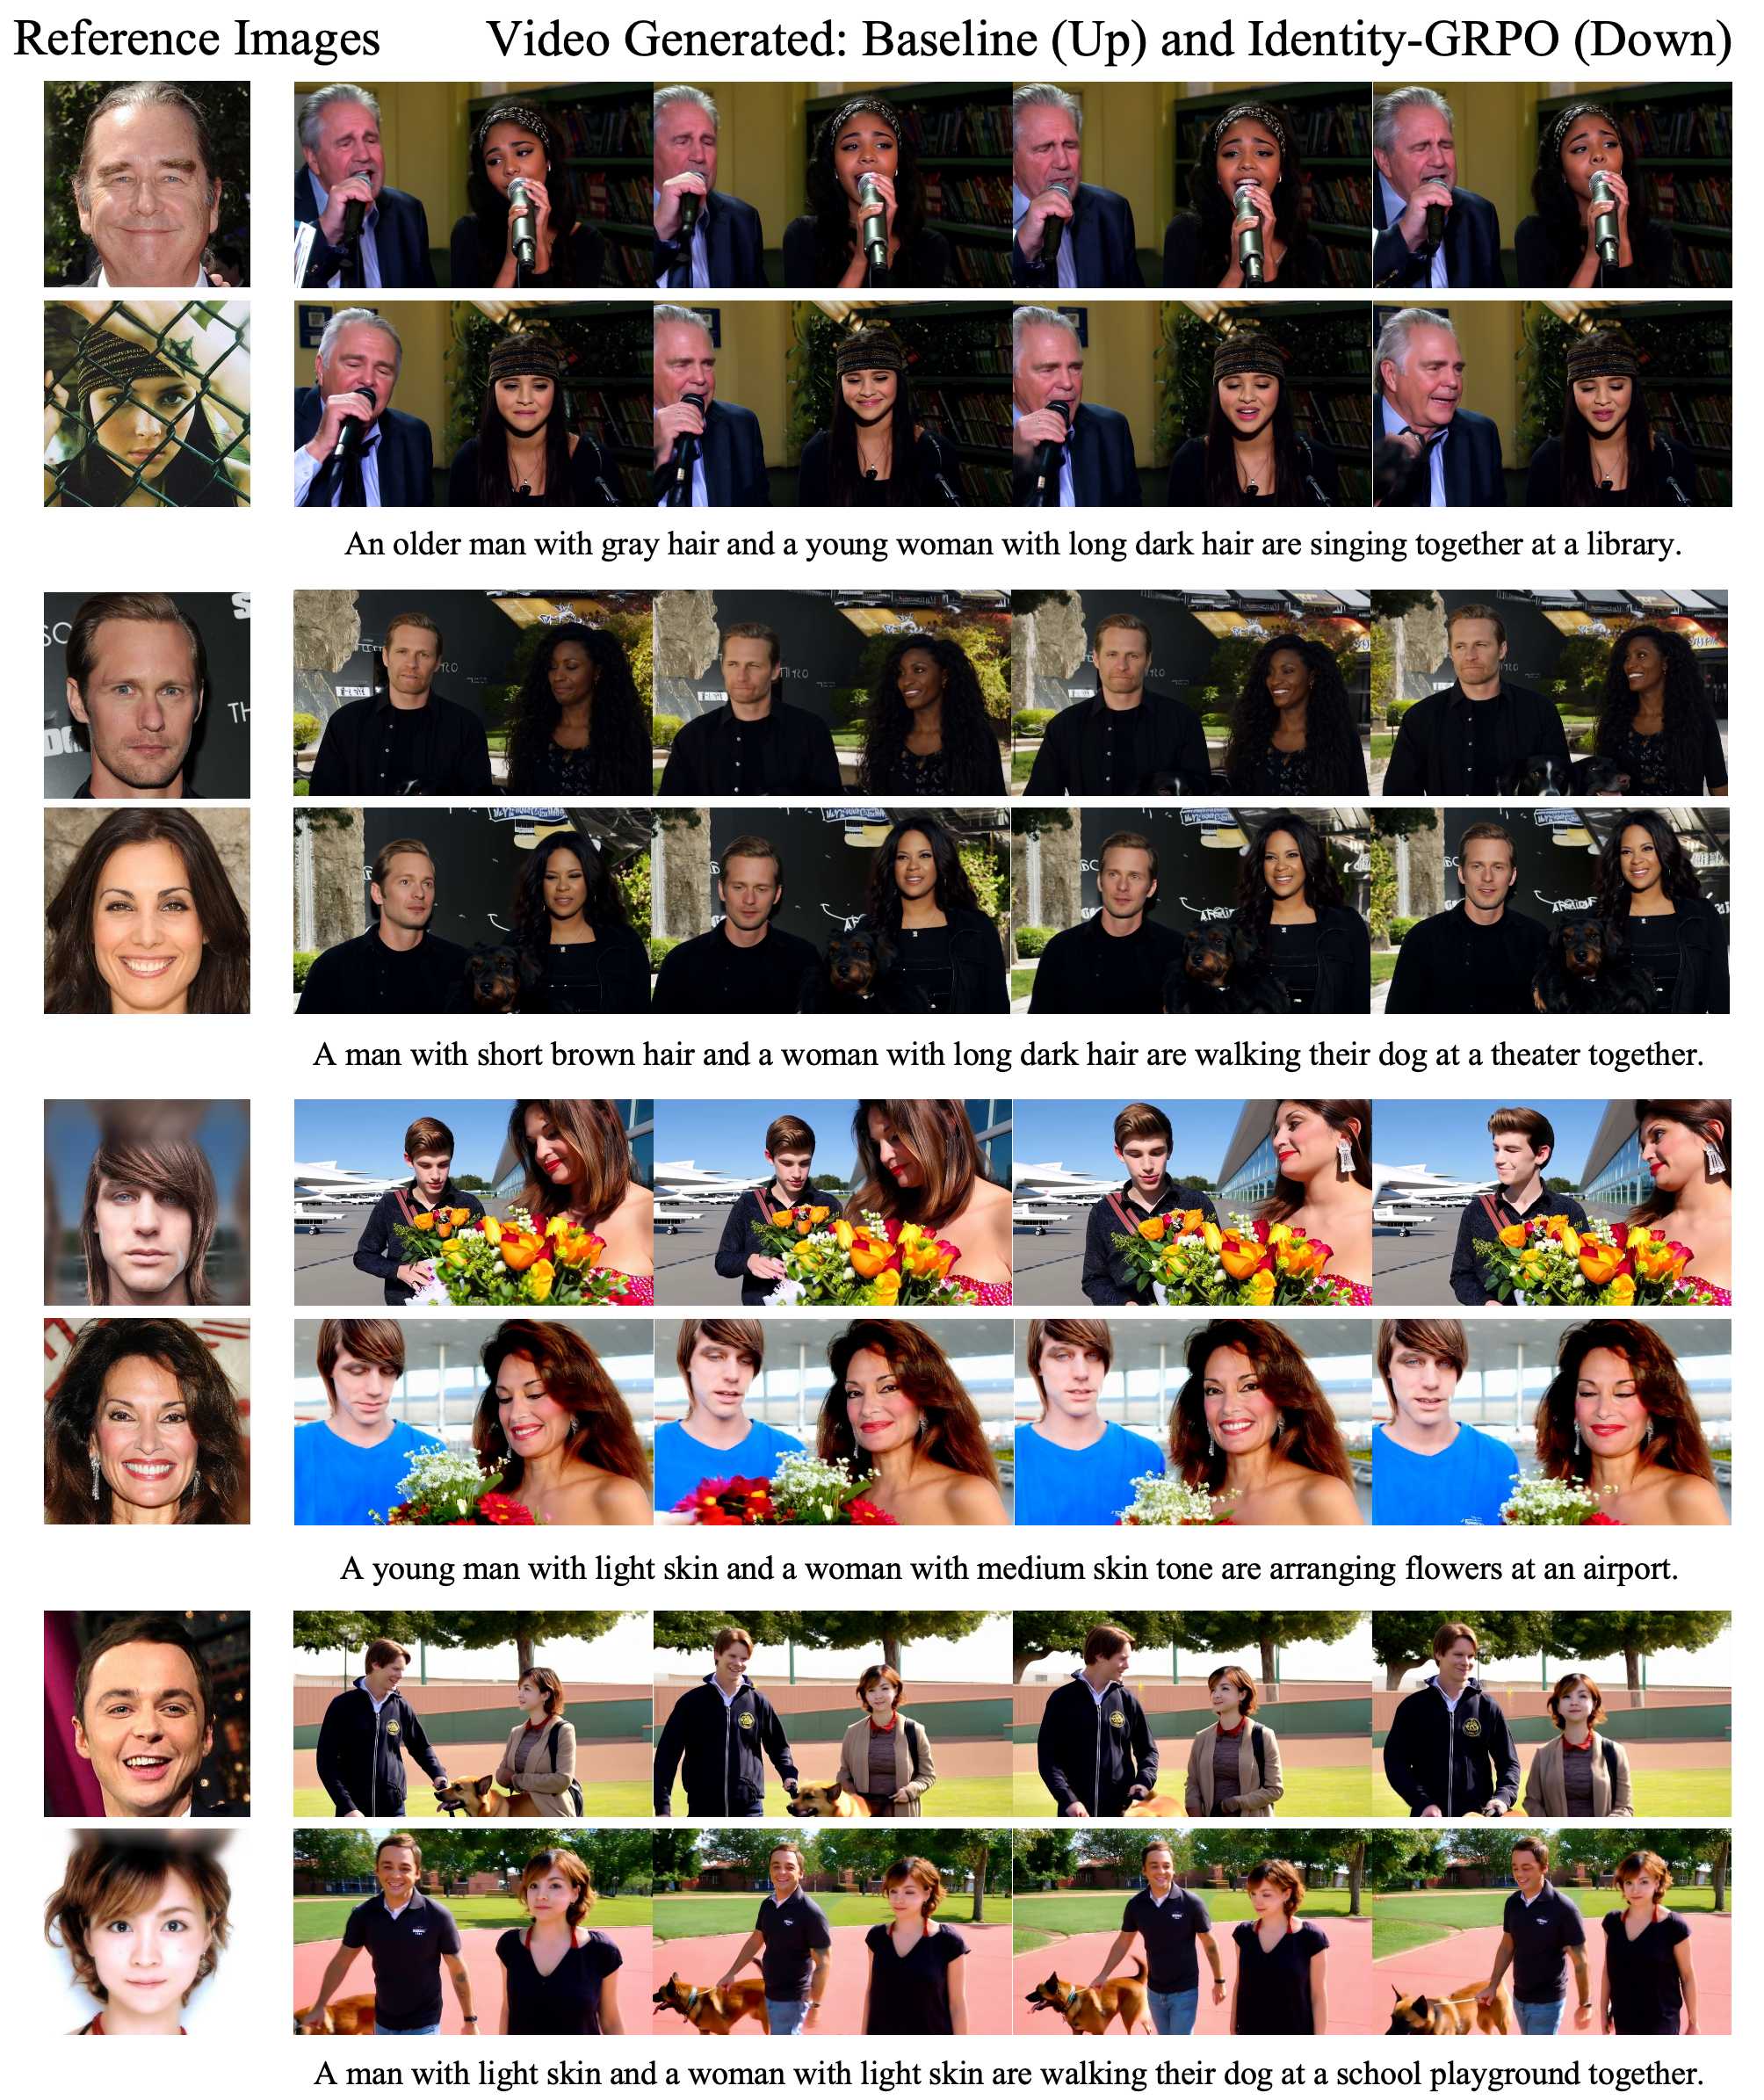 Reference Images
Video Generated: Baseline (Up) and Identity-GRPO (Down)
An older man with gray hair and a young woman with long dark hair are singing together at a library.
SC
S
TH
A man with short brown hair and a woman with long dark hair are walking their dog at a theater together.
A young man with light skin and a woman with medium skin tone are arranging flowers at an airport.
A man with light skin and a woman with light skin are walking their dog at a school playground together.